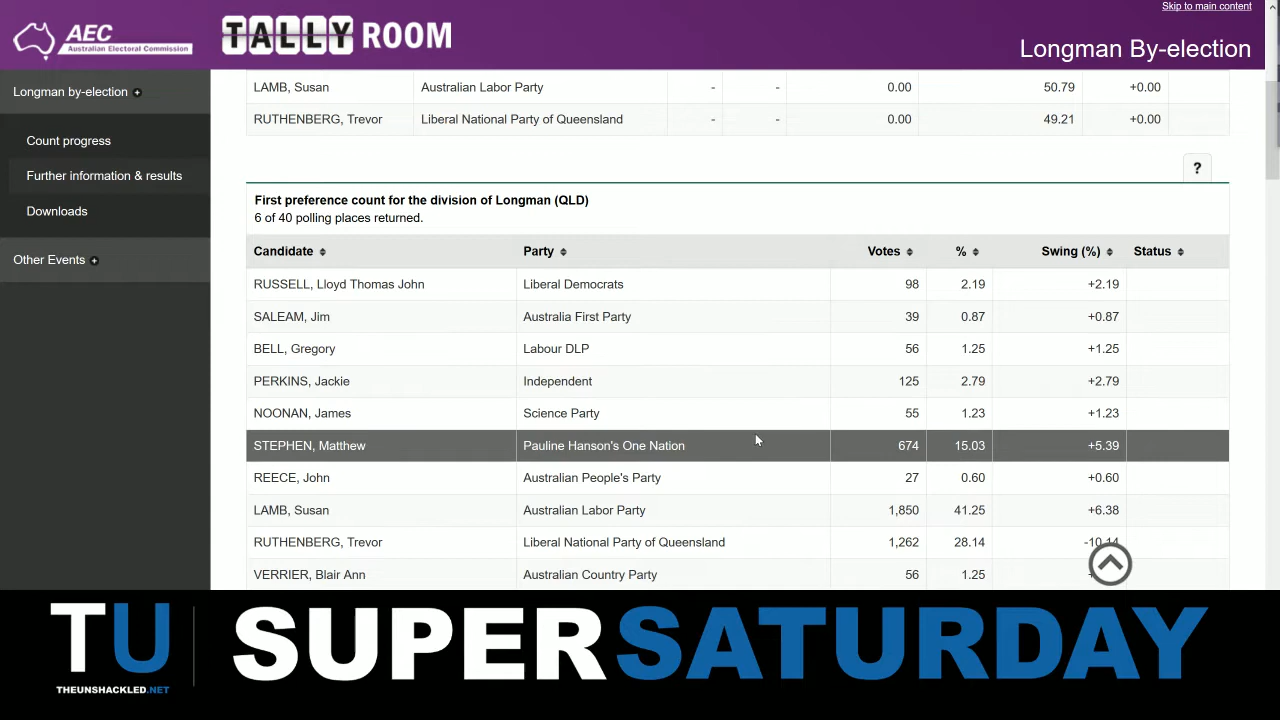 Skip to main content
AEC
Australian Electoral Commission
TALLY ROOM
Longman By-election
Longman by-election
Count progress
Further information & results
Downloads
Other Events
LAMB, Susan Australian Labor Party - - 0.00 50.79 +0.00
RUTHENBERG, Trevor Liberal National Party of Queensland - - 0.00 49.21 +0.00
?
First preference count for the division of Longman (QLD)
6 of 40 polling places returned.
Candidate Party Votes % Swing (%) Status
RUSSELL, Lloyd Thomas John Liberal Democrats 98 2.19 +2.19
SALEAM, Jim Australia First Party 39 0.87 +0.87
BELL, Gregory Labour DLP 56 1.25 +1.25
PERKINS, Jackie Independent 125 2.79 +2.79
NOONAN, James Science Party 55 1.23 +1.23
STEPHEN, Matthew Pauline Hanson's One Nation 674 15.03 +5.39
REECE, John Australian People's Party 27 0.60 +0.60
LAMB, Susan Australian Labor Party 1,850 41.25 +6.38
RUTHENBERG, Trevor Liberal National Party of Queensland 1,262 28.14 -10.14
VERRIER, Blair Ann Australian Country Party 56 1.25
TU SUPERSATURDAY
THEUNSHACKLED.NET